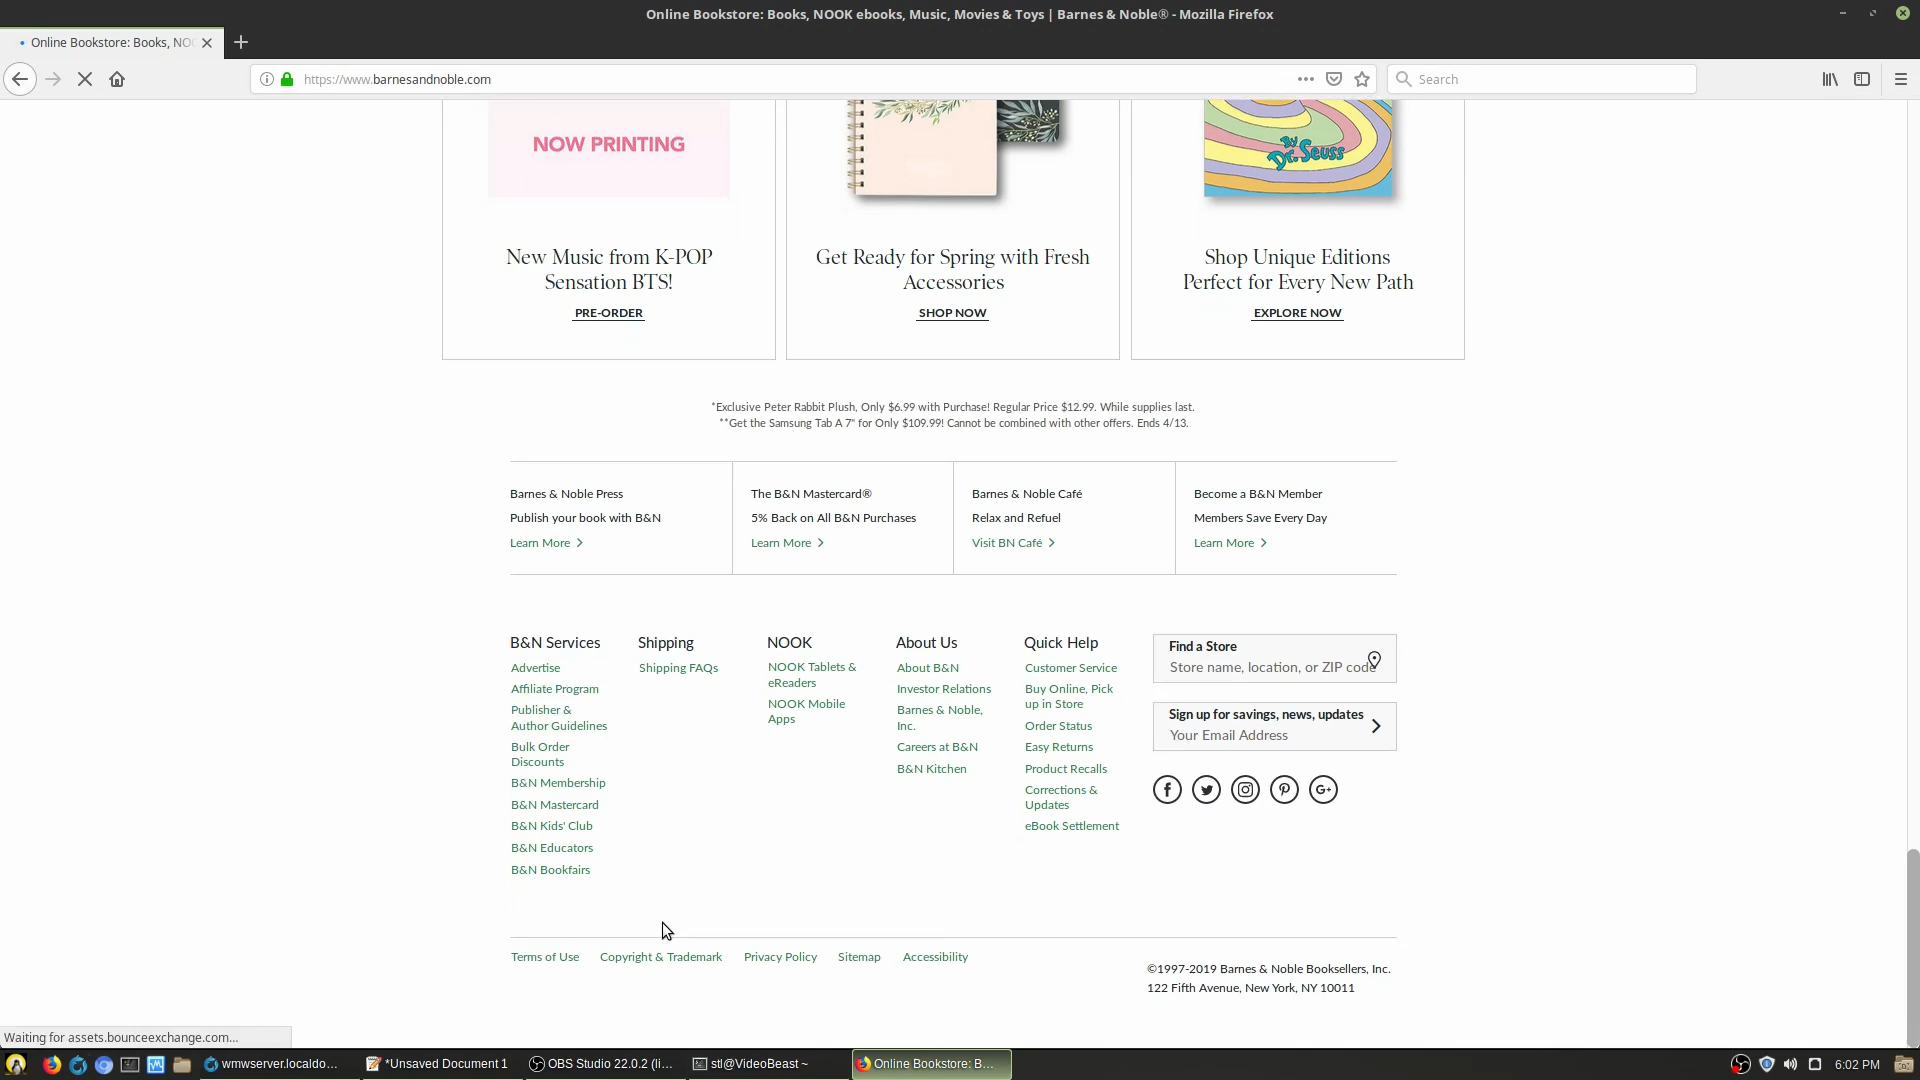 Online Bookstore: Books, NOOK ebooks, Music, Movies & Toys | Barnes & Noble® - Mozilla Firefox
Online Bookstore: Books, NOO
https://www.barnesandnoble.com
Search
NOW PRINTING
By Dr. Seuss
New Music from K-POP
Sensation BTS!
PRE-ORDER
Get Ready for Spring with Fresh
Accessories
SHOP NOW
Shop Unique Editions
Perfect for Every New Path
EXPLORE NOW
*Exclusive Peter Rabbit Plush, Only $6.99 with Purchase! Regular Price $12.99. While supplies last.
**Get the Samsung Tab A 7" for Only $109.99! Cannot be combined with other offers. Ends 4/13.
Barnes & Noble Press
Publish your book with B&N
Learn More
The B&N Mastercard®
5% Back on All B&N Purchases
Learn More
Barnes & Noble Café
Relax and Refuel
Visit BN Café
Become a B&N Member
Members Save Every Day
Learn More
B&N Services
Advertise
Affiliate Program
Publisher &
Author Guidelines
Bulk Order
Discounts
B&N Membership
B&N Mastercard
B&N Kids' Club
B&N Educators
B&N Bookfairs
Shipping
Shipping FAQs
NOOK
NOOK Tablets &
eReaders
NOOK Mobile
Apps
About Us
About B&N
Investor Relations
Barnes & Noble,
Inc.
Careers at B&N
B&N Kitchen
Quick Help
Customer Service
Buy Online, Pick
up in Store
Order Status
Easy Returns
Product Recalls
Corrections &
Updates
eBook Settlement
Find a Store
Store name, location, or ZIP code
Sign up for savings, news, updates
Your Email Address
Terms of Use
Copyright & Trademark
Privacy Policy
Sitemap
Accessibility
©1997-2019 Barnes & Noble Booksellers, Inc.
122 Fifth Avenue, New York, NY 10011
Waiting for assets.bounceexchange.com...
wmwserver.localdo...
*Unsaved Document 1
OBS Studio 22.0.2 (li...
stl@VideoBeast ~
Online Bookstore: B...
6:02 PM